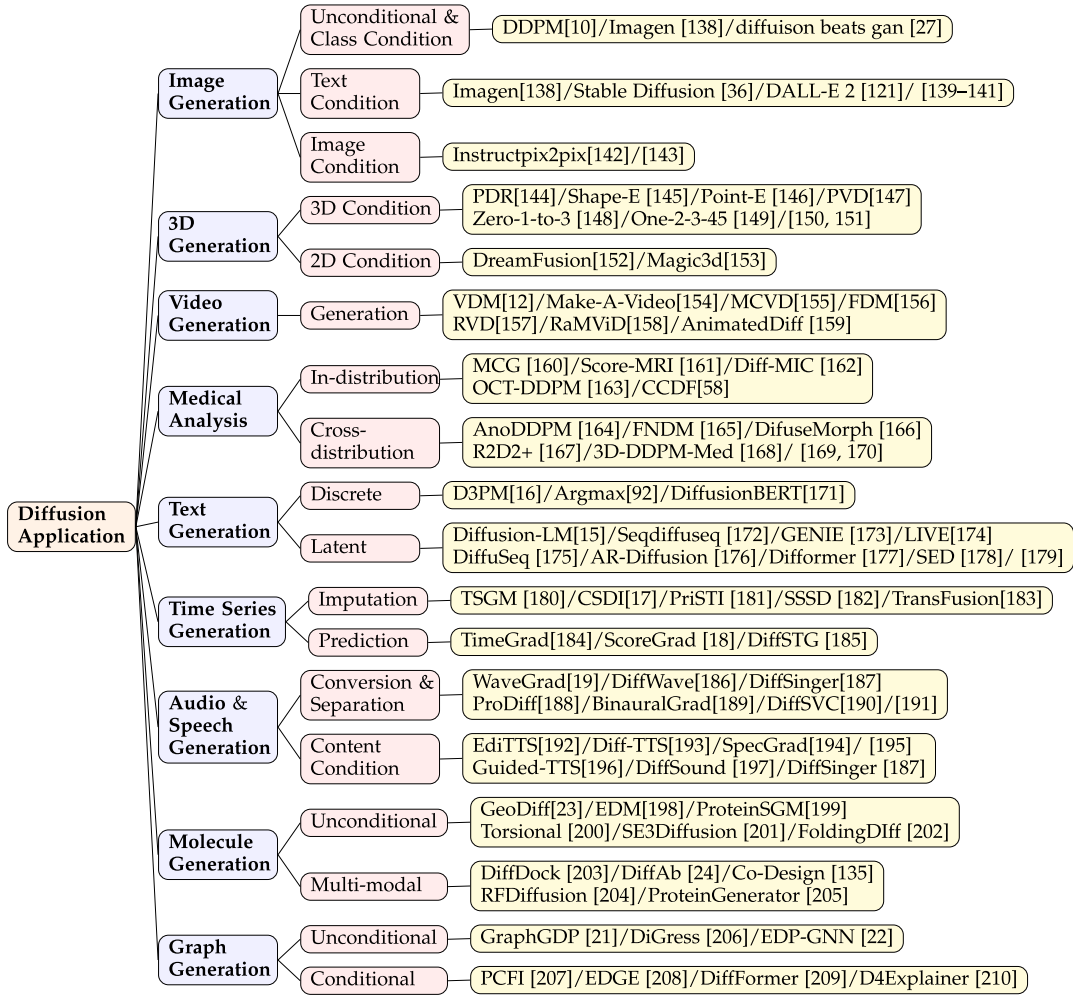 Diffusion
Application
Image
Generation
Unconditional &
Class Condition
DDPM[10]/Imagen [138]/diffuison beats gan [27]
Text
Condition
Imagen[138]/Stable Diffusion [36]/DALL-E 2 [121]/ [139–141]
Image
Condition
Instructpix2pix[142]/[143]
3D
Generation
3D Condition
PDR[144]/Shape-E [145]/Point-E [146]/PVD[147]
Zero-1-to-3 [148]/One-2-3-45 [149]/[150, 151]
2D Condition
DreamFusion[152]/Magic3d[153]
Video
Generation
Generation
VDM[12]/Make-A-Video[154]/MCVD[155]/FDM[156]
RVD[157]/RaMViD[158]/AnimatedDiff [159]
Medical
Analysis
In-distribution
MCG [160]/Score-MRI [161]/Diff-MIC [162]
OCT-DDPM [163]/CCDF[58]
Cross-
distribution
AnoDDPM [164]/FNDM [165]/DifuseMorph [166]
R2D2+ [167]/3D-DDPM-Med [168]/ [169, 170]
Text
Generation
Discrete
D3PM[16]/Argmax[92]/DiffusionBERT[171]
Latent
Diffusion-LM[15]/Seqdiffuseq [172]/GENIE [173]/LIVE[174]
DiffuSeq [175]/AR-Diffusion [176]/Difformer [177]/SED [178]/ [179]
Time Series
Generation
Imputation
TSGM [180]/CSDI[17]/PriSTI [181]/SSSD [182]/TransFusion[183]
Prediction
TimeGrad[184]/ScoreGrad [18]/DiffSTG [185]
Audio &
Speech
Generation
Conversion &
Separation
WaveGrad[19]/DiffWave[186]/DiffSinger[187]
ProDiff[188]/BinauralGrad[189]/DiffSVC[190]/[191]
Content
Condition
EdiTTS[192]/Diff-TTS[193]/SpecGrad[194]/ [195]
Guided-TTS[196]/DiffSound [197]/DiffSinger [187]
Molecule
Generation
Unconditional
GeoDiff[23]/EDM[198]/ProteinSGM[199]
Torsional [200]/SE3Diffusion [201]/FoldingDIff [202]
Multi-modal
DiffDock [203]/DiffAb [24]/Co-Design [135]
RFDiffusion [204]/ProteinGenerator [205]
Graph
Generation
Unconditional
GraphGDP [21]/DiGress [206]/EDP-GNN [22]
Conditional
PCFI [207]/EDGE [208]/DiffFormer [209]/D4Explainer [210]